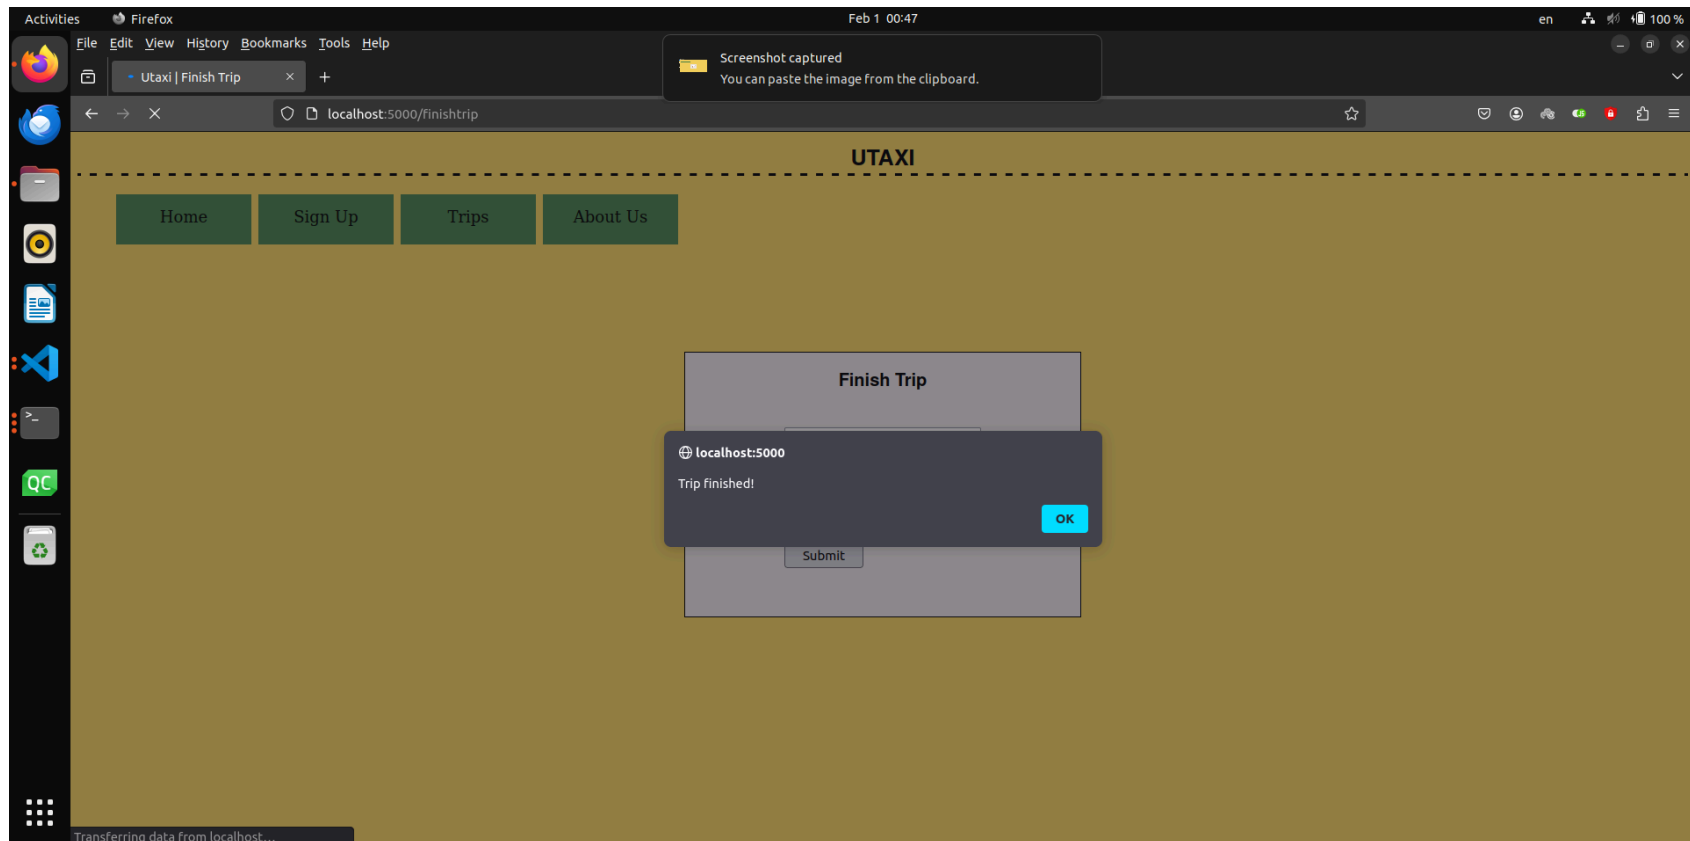 Activities Firefox Feb 1 00:47 en 100 %
File Edit View History Bookmarks Tools Help
Screenshot captured
You can paste the image from the clipboard.
Utaxi | Finish Trip
localhost:5000/finishtrip
UTAXI
Home Sign Up Trips About Us
Finish Trip
localhost:5000
Trip finished!
OK
Submit
QC
Transferring data from localhost...